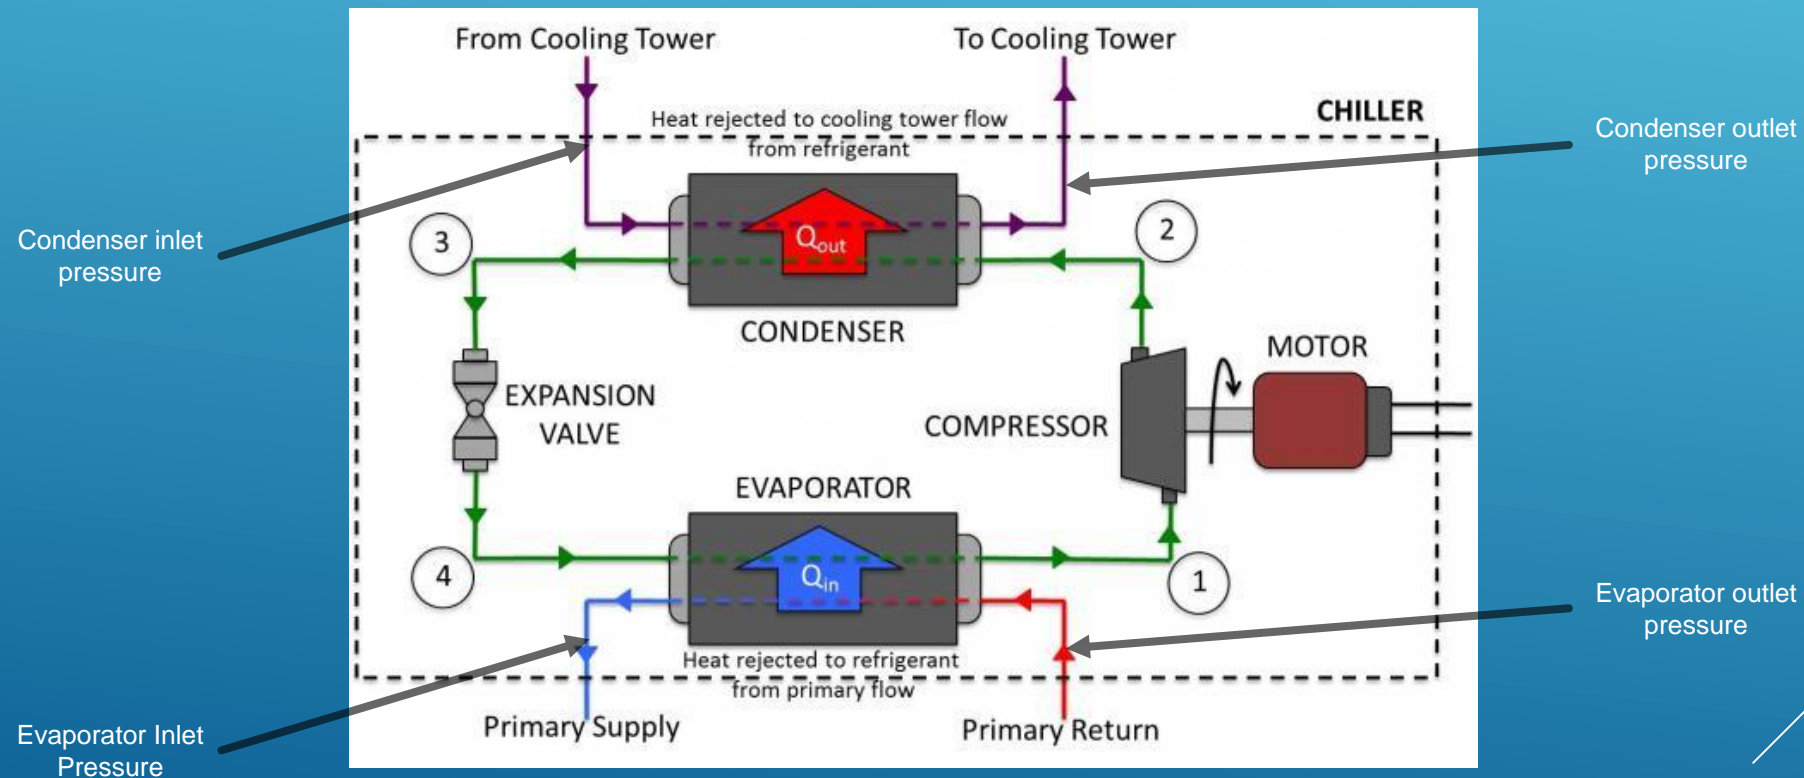 From Cooling Tower
To Cooling Tower
CHILLER
Heat rejected to cooling tower flow
from refrigerant
Condenser outlet
pressure
Condenser inlet
pressure
3
Qout
2
CONDENSER
MOTOR
EXPANSION
VALVE
COMPRESSOR
EVAPORATOR
4
Qin
1
Evaporator outlet
pressure
Heat rejected to refrigerant
from primary flow
Primary Supply
Primary Return
Evaporator Inlet
Pressure